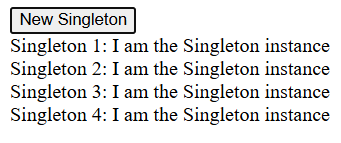 New Singleton
Singleton 1: I am the Singleton instance
Singleton 2: I am the Singleton instance
Singleton 3: I am the Singleton instance
Singleton 4: I am the Singleton instance